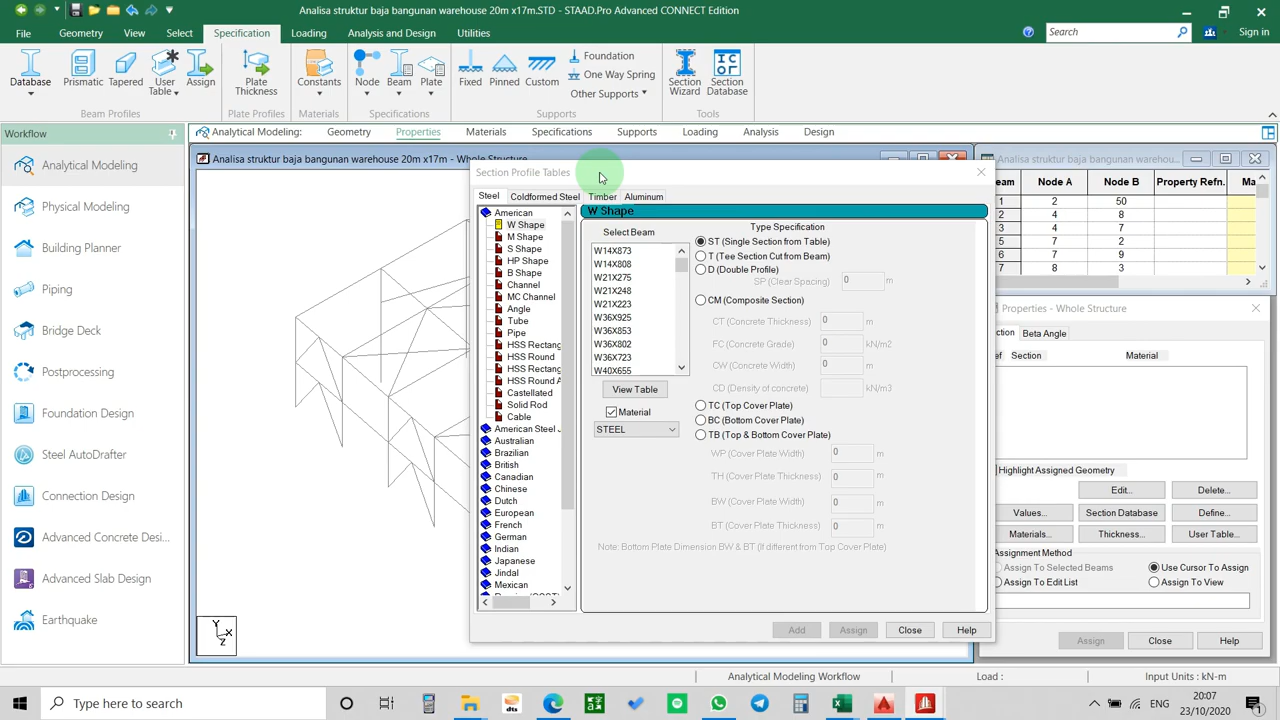 Analisa struktur baja bangunan warehouse 20m x17m.STD - STAAD.Pro Advanced CONNECT Edition
File Geometry View Select Specification Loading Analysis and Design Utilities
Search
Sign in
Database Prismatic Tapered User Table Assign
Plate Thickness
Constants
Node Beam Plate
Fixed Pinned Custom
Foundation
One Way Spring
Other Supports
Section Wizard
Section Database
Beam Profiles Plate Profiles Materials Specifications Supports Tools
Workflow
Analytical Modeling: Geometry Properties Materials Specifications Supports Loading Analysis Design
Analytical Modeling
Physical Modeling
Building Planner
Piping
Bridge Deck
Postprocessing
Foundation Design
Steel AutoDrafter
Connection Design
Advanced Concrete Desi...
Advanced Slab Design
Earthquake
Analisa struktur baja bangunan warehouse 20m x17m - Whole Structure
Y
X
Z
Section Profile Tables
Steel Coldformed Steel Timber Aluminum
American
W Shape
M Shape
S Shape
HP Shape
B Shape
Channel
MC Channel
Angle
Tube
Pipe
HSS Rectang
HSS Round
HSS Rectang
HSS Round A
Castellated
Solid Rod
Cable
American Steel J
Australian
Brazilian
British
Canadian
Chinese
Dutch
European
French
German
Indian
Japanese
Jindal
Mexican
W Shape
Select Beam
W14X873
W14X808
W21X275
W21X248
W21X223
W36X925
W36X853
W36X802
W36X723
W40X655
View Table
Material
STEEL
Type Specification
ST (Single Section from Table)
T (Tee Section Cut from Beam)
D (Double Profile)
SP (Clear Spacing) 0 m
CM (Composite Section)
CT (Concrete Thickness) 0 m
FC (Concrete Grade) 0 kN/m2
CW (Concrete Width) 0 m
CD (Density of concrete) kN/m3
TC (Top Cover Plate)
BC (Bottom Cover Plate)
TB (Top & Bottom Cover Plate)
WP (Cover Plate Width) 0 m
TH (Cover Plate Thickness) 0 m
BW (Cover Plate Width) 0 m
BT (Cover Plate Thickness) 0 m
Note: Bottom Plate Dimension BW & BT (If different from Top Cover Plate)
Add Assign Close Help
Analisa struktur baja bangunan warehou...
eam Node A Node B Property Refn. Ma
1 2 50
2 4 8
3 4 7
5 7 2
6 7 9
7 8 3
Properties - Whole Structure
ction Beta Angle
ef Section Material
Highlight Assigned Geometry
Edit... Delete...
Values... Section Database Define...
Materials... Thickness... User Table...
Assignment Method
Assign To Selected Beams Use Cursor To Assign
Assign To Edit List Assign To View
Assign Close Help
Analytical Modeling Workflow Load : Input Units : kN-m
Type here to search
dts
ENG
20:07
23/10/2020
1